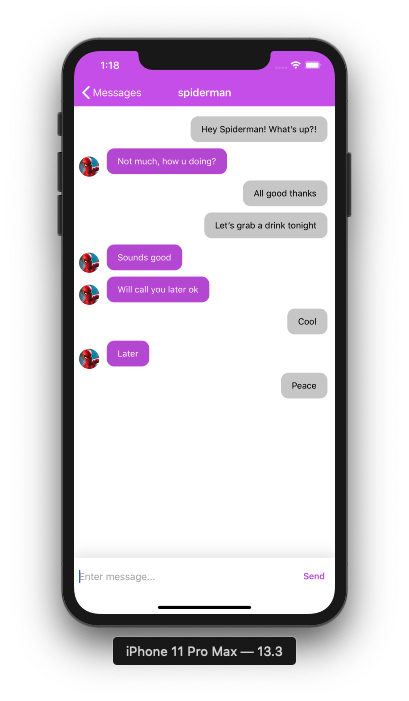 1:18
Messages
spiderman
Hey Spiderman! What's up?!
Not much, how u doing?
All good thanks
Let's grab a drink tonight
Sounds good
Will call you later ok
Cool
Later
Peace
Enter message...
Send
iPhone 11 Pro Max — 13.3